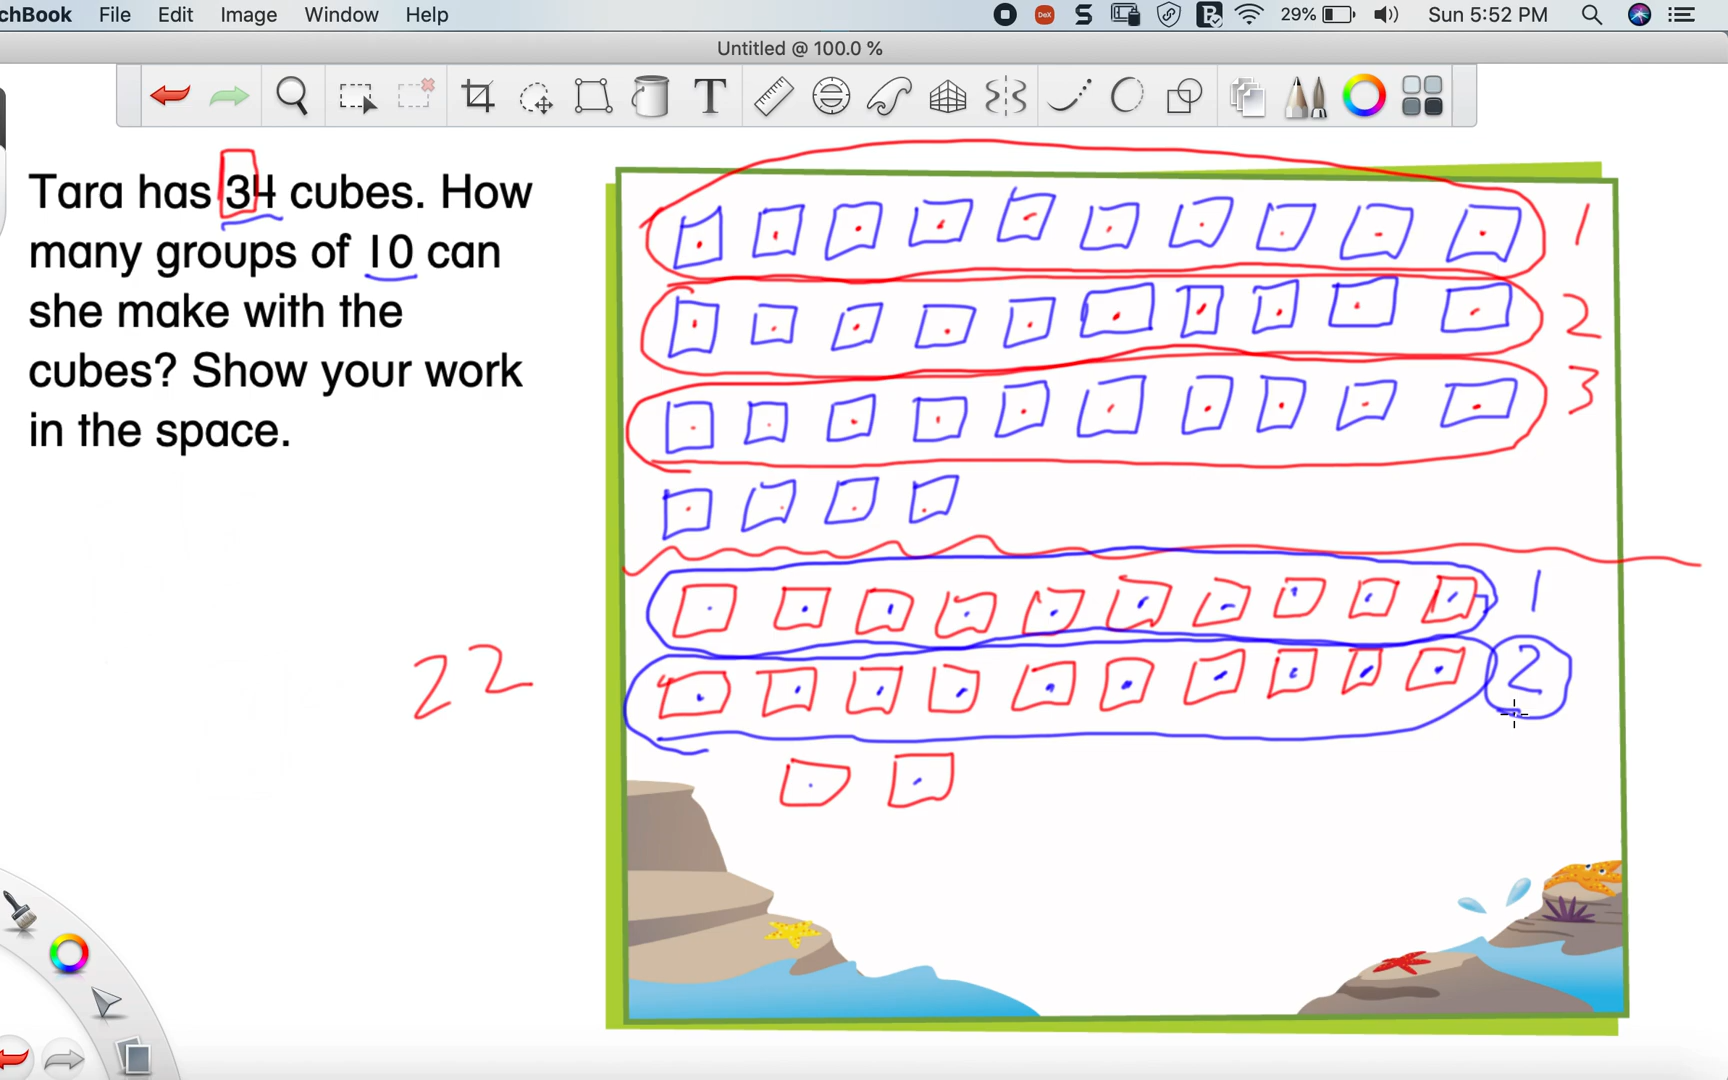 chBook File Edit Image Window Help
DeX S 29% Sun 5:52 PM
Untitled @ 100.0 %
T
Tara has 34 cubes. How
many groups of 10 can
she make with the
cubes? Show your work
in the space.
1
2
3
1
22
2